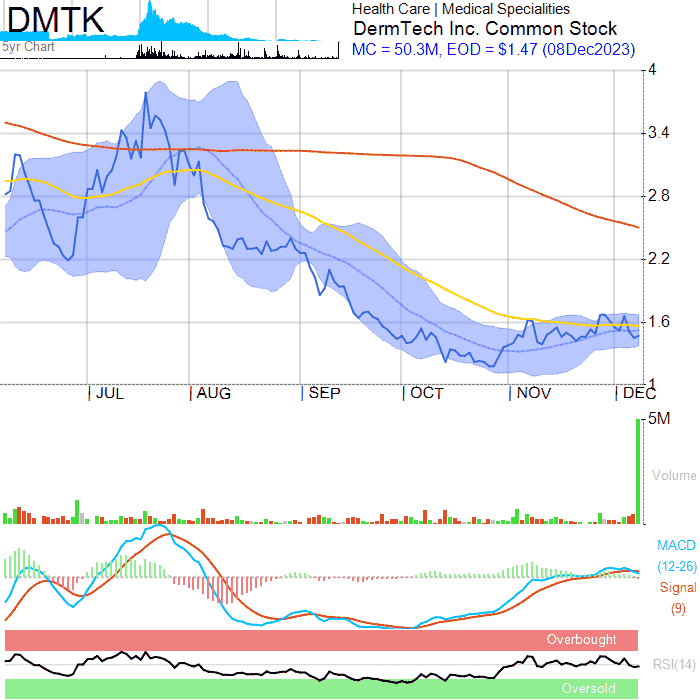 DMTK
5yr Chart
Health Care | Medical Specialities
DermTech Inc. Common Stock
MC = 50.3M, EOD = $1.47 (08Dec2023)
4
3.4
2.8
2.2
1.6
1
| JUL | AUG | SEP | OCT | NOV | DEC
5M
Volume
MACD
(12-26)
Signal
(9)
Overbought
RSI(14)
Oversold